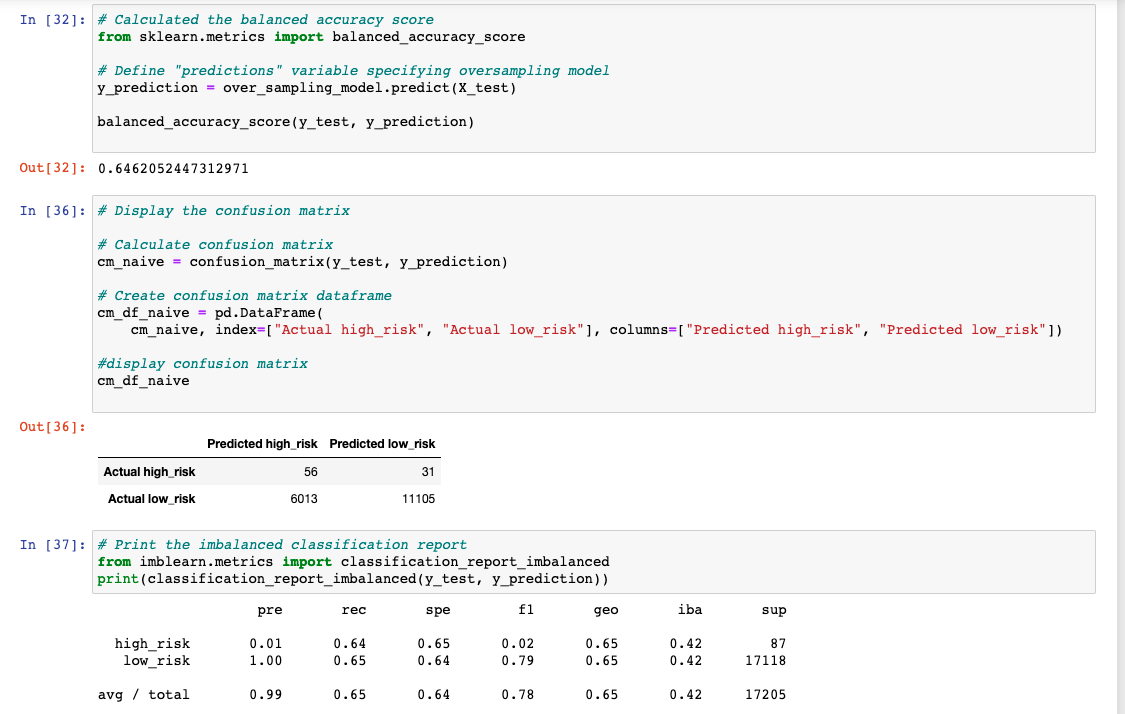 In [32]: # Calculated the balanced accuracy score
from sklearn.metrics import balanced_accuracy_score
# Define "predictions" variable specifying oversampling model
y_prediction = over_sampling_model.predict(X_test)
balanced_accuracy_score(y_test, y_prediction)
Out[32]: 0.6462052447312971
In [36]: # Display the confusion matrix
# Calculate confusion matrix
cm_naive = confusion_matrix(y_test, y_prediction)
# Create confusion matrix dataframe
cm_df_naive = pd.DataFrame(
cm_naive, index=["Actual high_risk", "Actual low_risk"], columns=["Predicted high_risk", "Predicted low_risk"])
#display confusion matrix
cm_df_naive
Out[36]:
Predicted high_risk Predicted low_risk
Actual high_risk 56 31
Actual low_risk 6013 11105
In [37]: # Print the imbalanced classification report
from imblearn.metrics import classification_report_imbalanced
print(classification_report_imbalanced(y_test, y_prediction))
pre rec spe f1 geo iba sup
high_risk 0.01 0.64 0.65 0.02 0.65 0.42 87
low_risk 1.00 0.65 0.64 0.79 0.65 0.42 17118
avg / total 0.99 0.65 0.64 0.78 0.65 0.42 17205